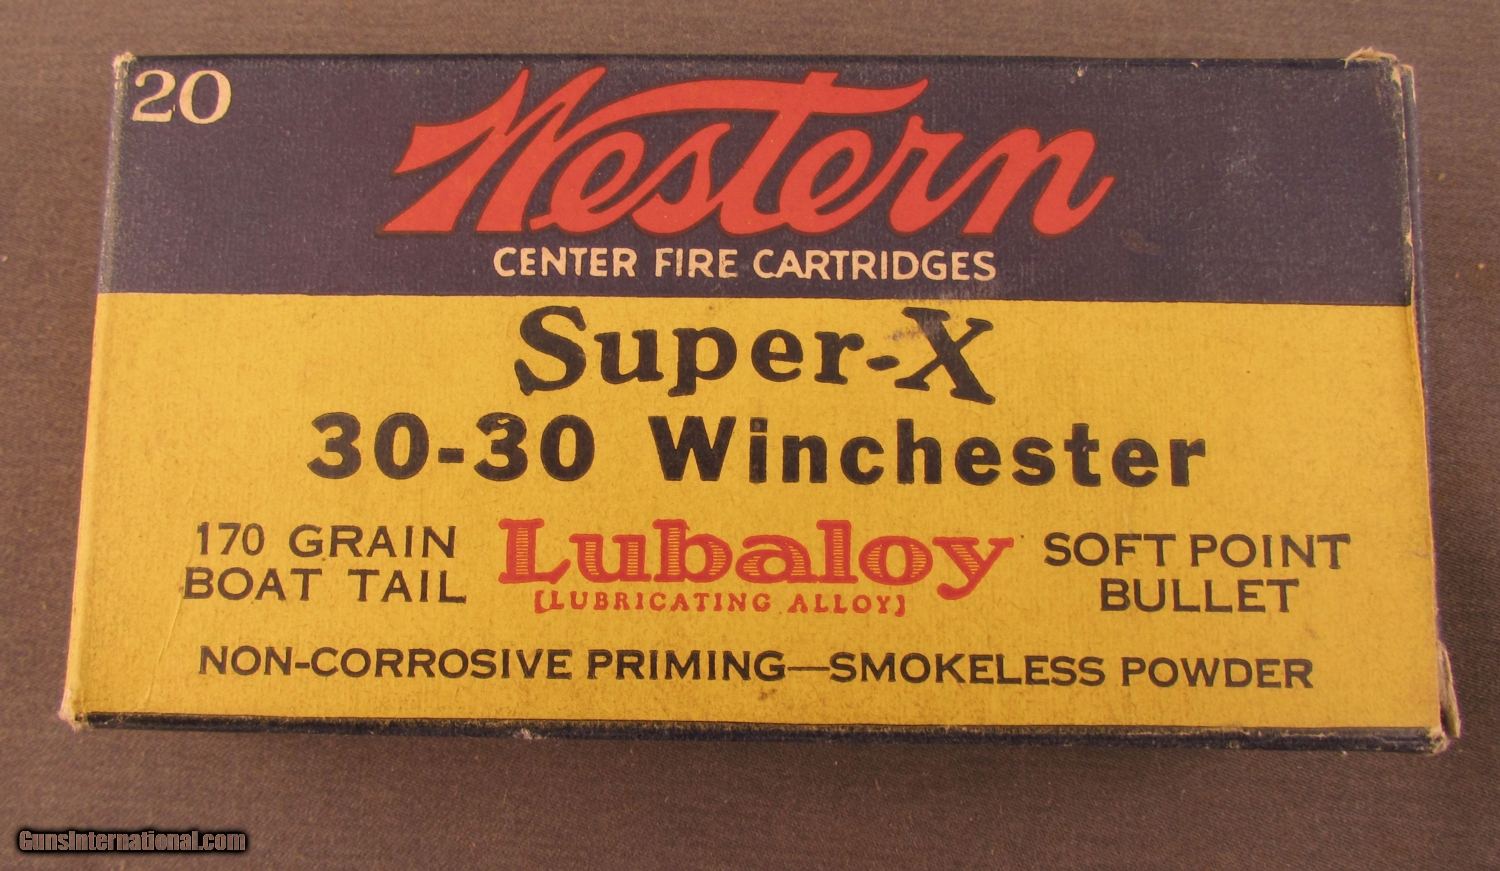 20
Western
CENTER FIRE CARTRIDGES
Super-X
30-30 Winchester
170 GRAIN
BOAT TAIL
Lubaloy
[LUBRICATING ALLOY]
SOFT POINT
BULLET
NON-CORROSIVE PRIMING—SMOKELESS POWDER
GunsInternational.com